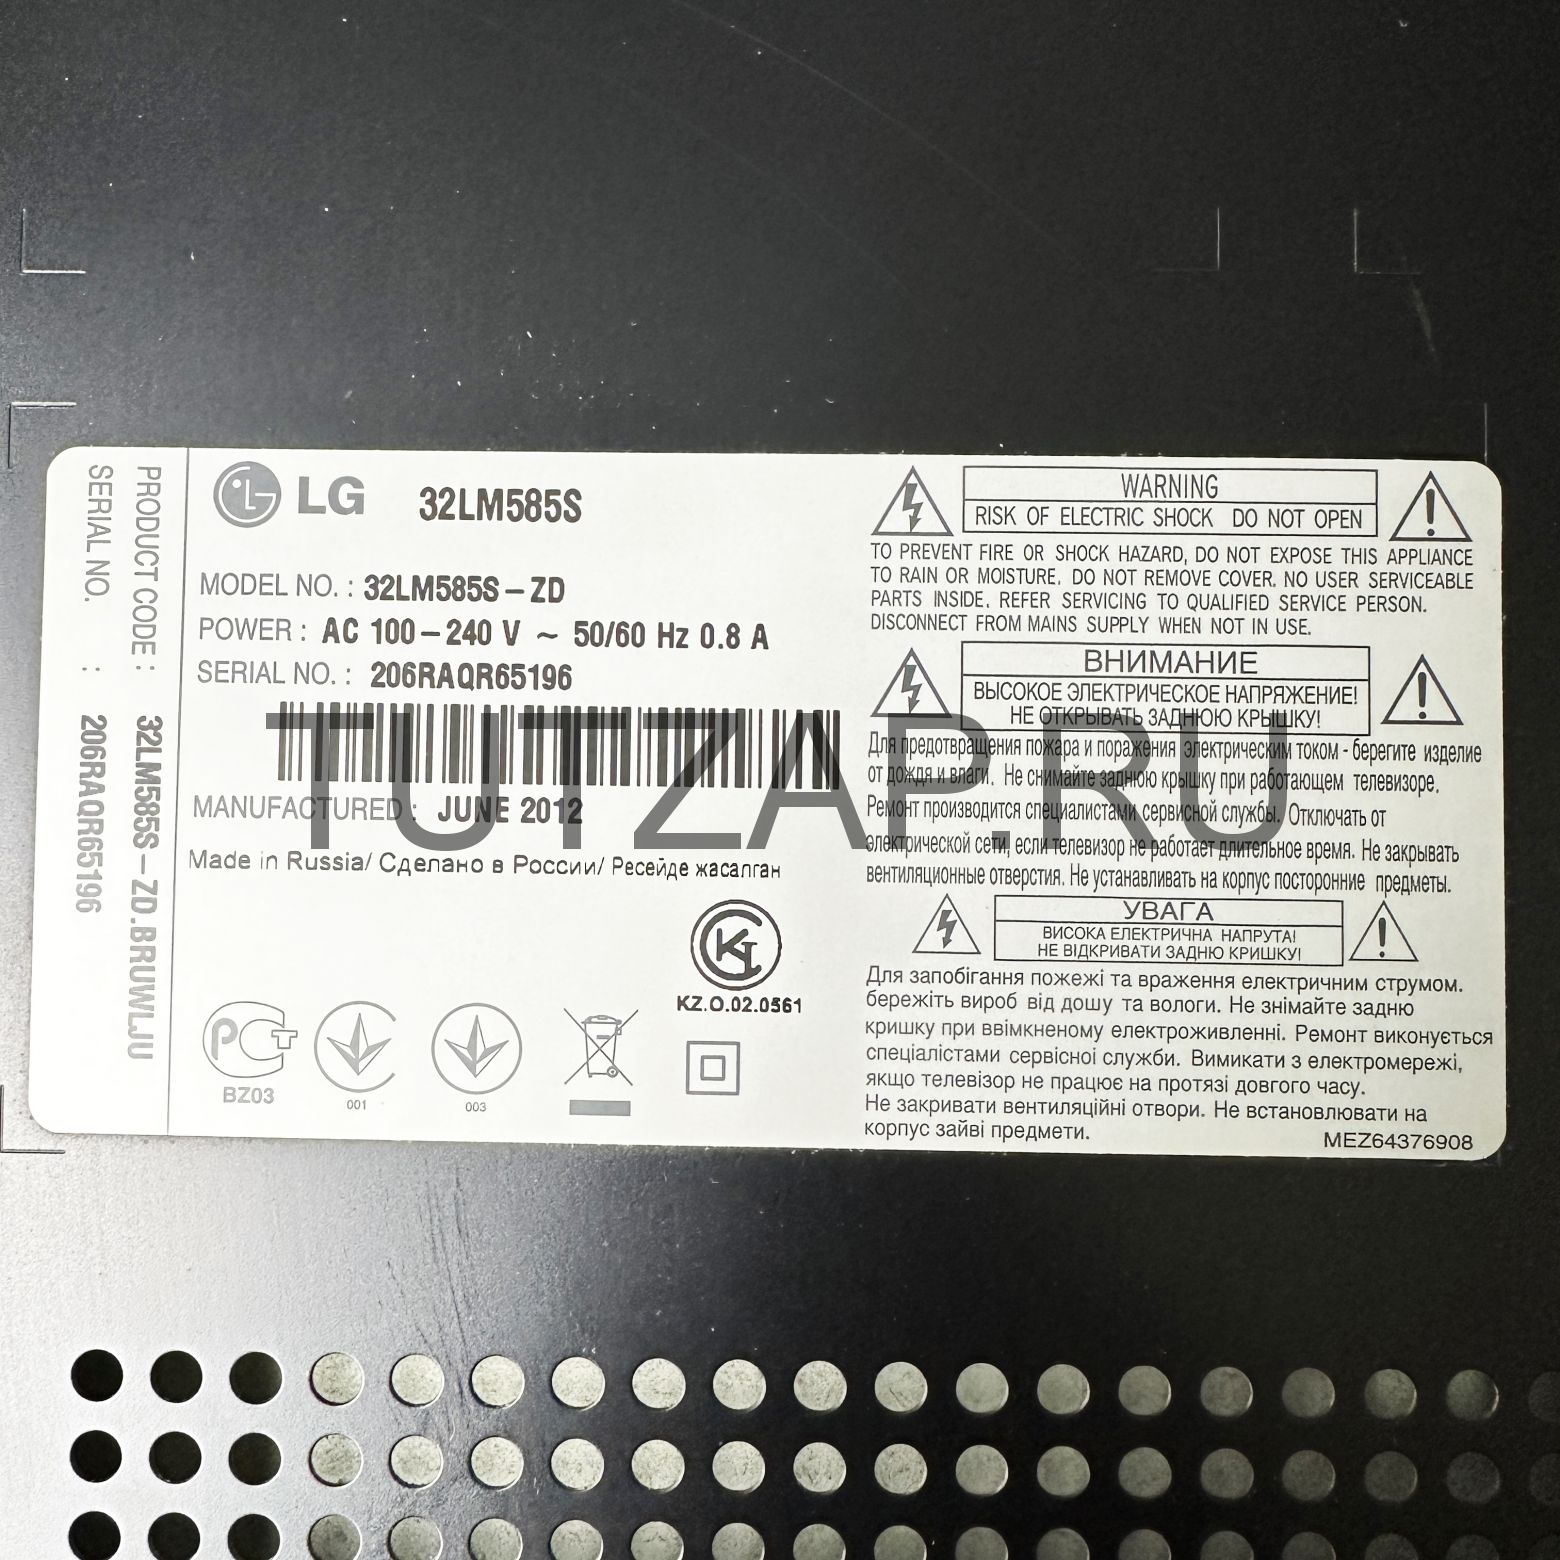 PRODUCT CODE : 32LM585S-ZD.BRUWLJU
SERIAL NO. : 206RAQR65196
LG 32LM585S
MODEL NO. : 32LM585S-ZD
POWER : AC 100-240 V ~ 50/60 Hz 0.8 A
SERIAL NO. : 206RAQR65196
MANUFACTURED : JUNE 2012
Made in Russia/ Сделано в России/ Ресейде жасалган
KZ.O.02.0561
РСТ
BZ03
001
003
WARNING
RISK OF ELECTRIC SHOCK DO NOT OPEN
TO PREVENT FIRE OR SHOCK HAZARD, DO NOT EXPOSE THIS APPLIANCE
TO RAIN OR MOISTURE. DO NOT REMOVE COVER. NO USER SERVICEABLE
PARTS INSIDE. REFER SERVICING TO QUALIFIED SERVICE PERSON.
DISCONNECT FROM MAINS SUPPLY WHEN NOT IN USE.
ВНИМАНИЕ
ВЫСОКОЕ ЭЛЕКТРИЧЕСКОЕ НАПРЯЖЕНИЕ!
НЕ ОТКРЫВАТЬ ЗАДНЮЮ КРЫШКУ!
Для предотвращения пожара и поражения электрическим током - берегите изделие
от дождя и влаги. Не снимайте заднюю крышку при работающем телевизоре.
Ремонт производится специалистами сервисной службы. Отключать от
электрической сети, если телевизор не работает длительное время. Не закрывать
вентиляционные отверстия. Не устанавливать на корпус посторонние предметы.
УВАГА
ВИСОКА ЕЛЕКТРИЧНА НАПРУТА!
НЕ ВІДКРИВАТИ ЗАДНЮ КРИШКУ!
Для запобігання пожежі та враження електричним струмом.
бережіть вироб від дошу та вологи. Не знімайте задню
кришку при ввімкненому електроживленні. Ремонт виконується
спеціалістами сервісної служби. Вимикати з електромережі,
якщо телевізор не працює на протязі довгого часу.
Не закривати вентиляційні отвори. Не встановлювати на
корпус зайві предмети.
MEZ64376908
TUTZAP.RU